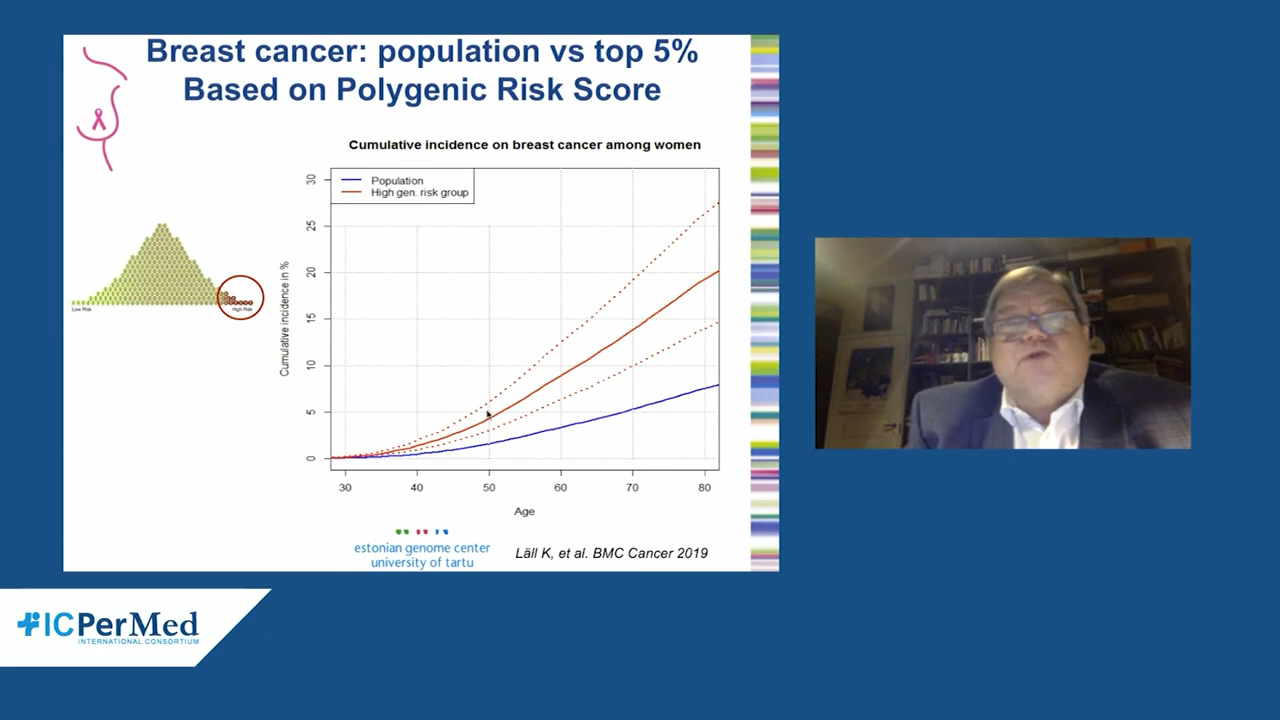 Breast cancer: population vs top 5%
Based on Polygenic Risk Score
Cumulative incidence on breast cancer among women
Population
High gen. risk group
Low Risk
High Risk
Cumulative incidence in %
30
25
20
15
10
5
0
30 40 50 60 70 80
Age
estonian genome center
university of tartu
Läll K, et al. BMC Cancer 2019
ICPerMed
INTERNATIONAL CONSORTIUM